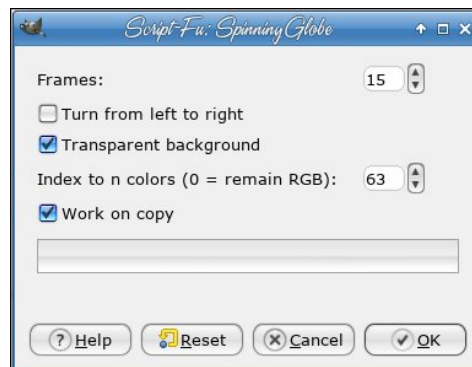 Script-Fu: Spinning Globe
Frames: 15
Turn from left to right
Transparent background
Index to n colors (0 = remain RGB): 63
Work on copy
? Help Reset Cancel OK